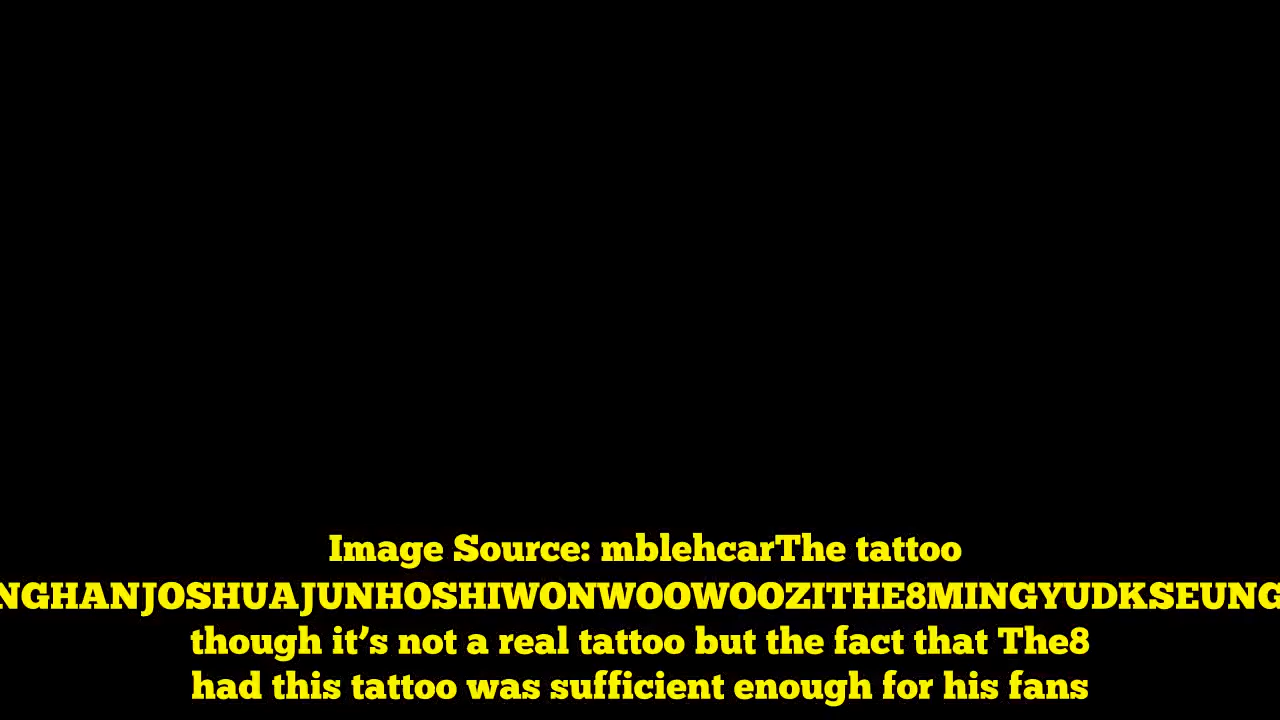 Image Source: mblehcarThe tattoo
NGHANJOSHUAJUNHOSHIWONWOOWOOZITHE8MINGYUDKSEUNG
though it’s not a real tattoo but the fact that The8
had this tattoo was sufficient enough for his fans